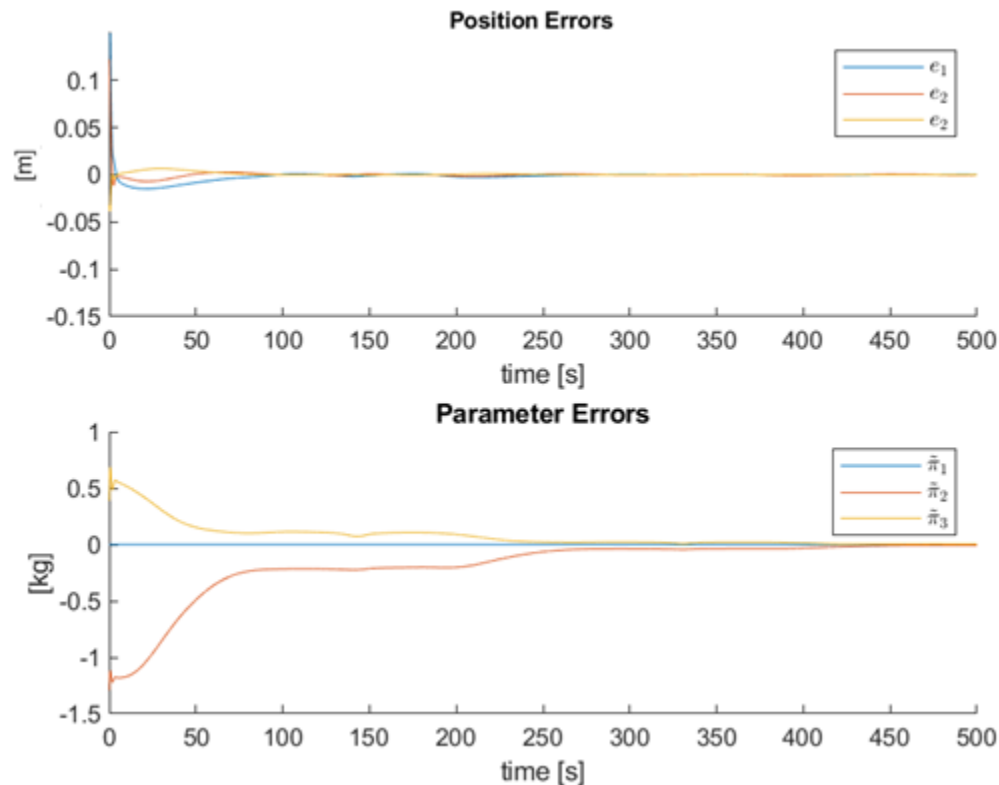 Position Errors
e₁
e₂
e₂
0.1
0.05
0
-0.05
-0.1
-0.15
[m]
0 50 100 150 200 250 300 350 400 450 500
time [s]
Parameter Errors
π̃₁
π̃₂
π̃₃
1
0.5
0
-0.5
-1
-1.5
[kg]
0 50 100 150 200 250 300 350 400 450 500
time [s]